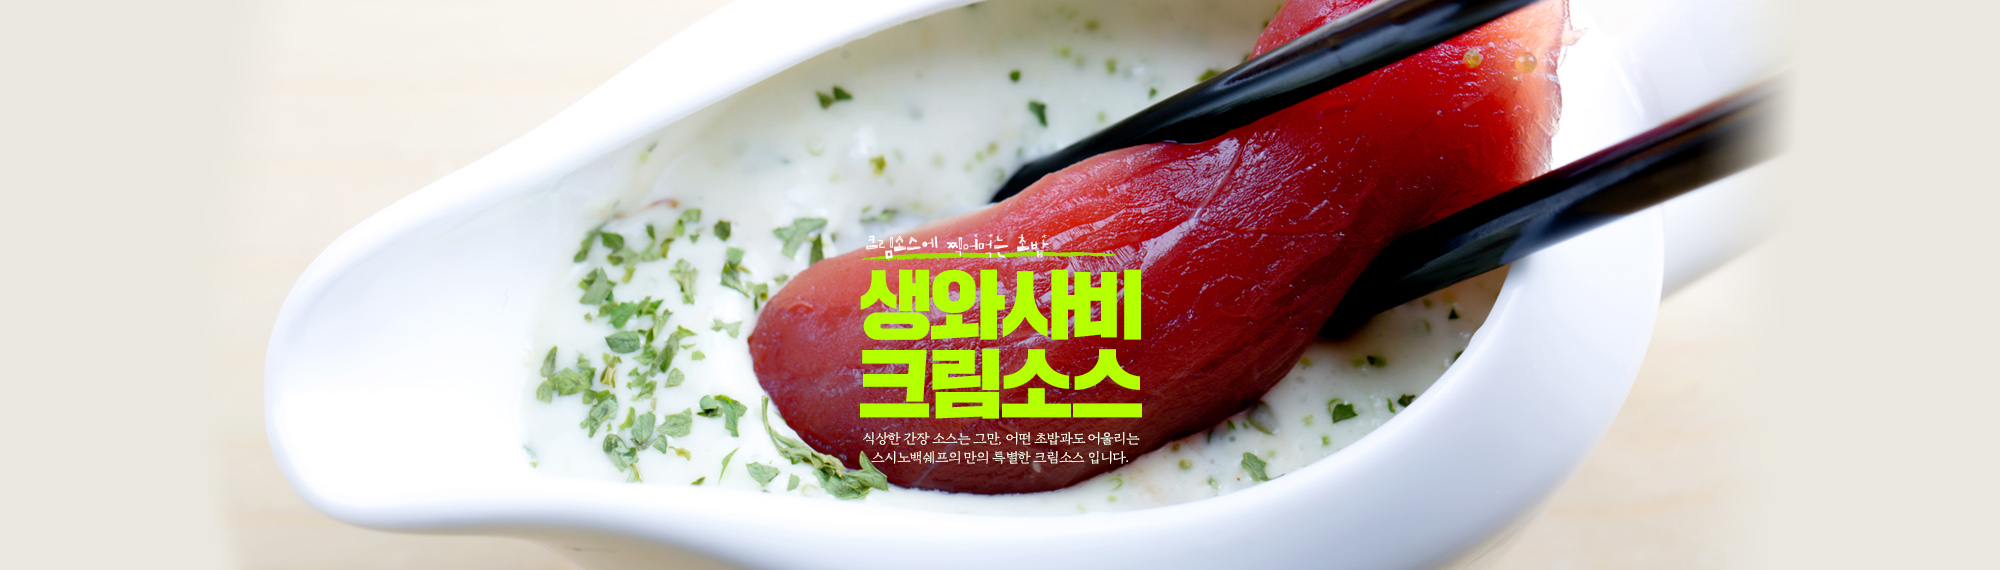 크림소스에 찍어먹는 초밥
생와사비
크림소스
식상한 간장 소스는 그만, 어떤 초밥과도 어울리는
스시노백쉐프의 만의 특별한 크림소스 입니다.